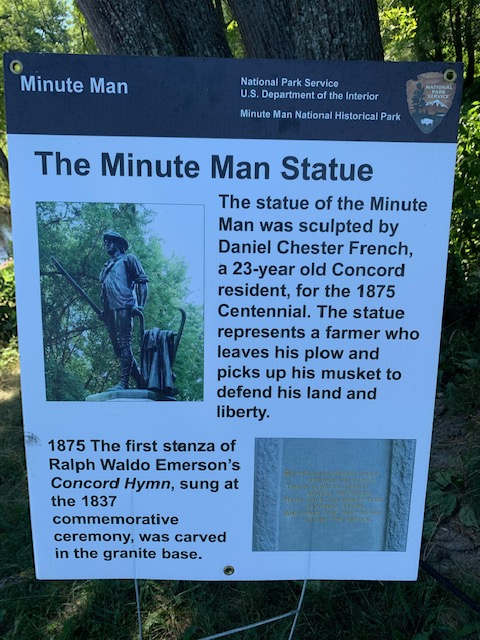 Minute Man
National Park Service
U.S. Department of the Interior
Minute Man National Historical Park
NATIONAL
PARK
SERVICE
The Minute Man Statue
The statue of the Minute
Man was sculpted by
Daniel Chester French,
a 23-year old Concord
resident, for the 1875
Centennial. The statue
represents a farmer who
leaves his plow and
picks up his musket to
defend his land and
liberty.
1875 The first stanza of
Ralph Waldo Emerson's
Concord Hymn, sung at
the 1837
commemorative
ceremony, was carved
in the granite base.